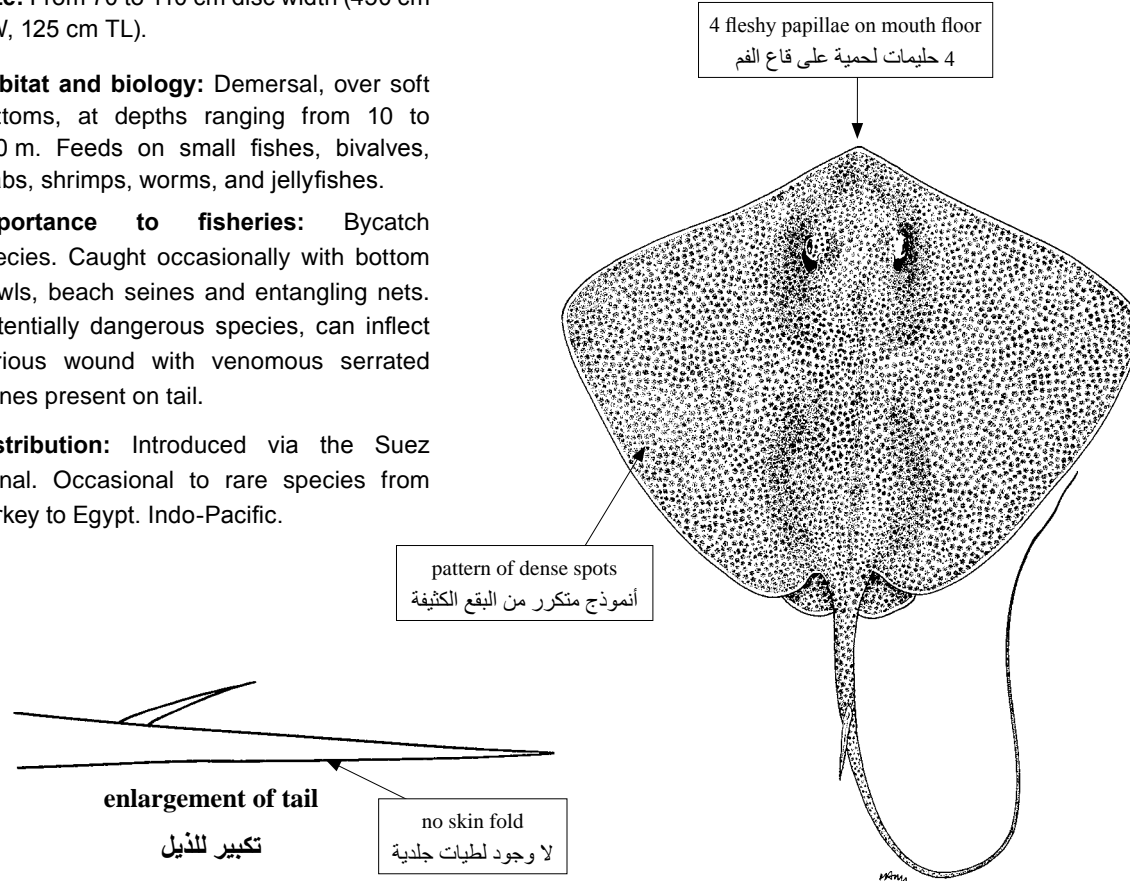 From 70 to 110 cm disc width (450 cm
125 cm TL).
4 fleshy papillae on mouth floor
4 حليمات لحمية على قاع الفم
bitat and biology: Demersal, over soft
ttoms, at depths ranging from 10 to
0 m. Feeds on small fishes, bivalves,
abs, shrimps, worms, and jellyfishes.
portance to fisheries: Bycatch
ecies. Caught occasionally with bottom
wls, beach seines and entangling nets.
tentially dangerous species, can inflect
rious wound with venomous serrated
ines present on tail.
stribution: Introduced via the Suez
nal. Occasional to rare species from
rkey to Egypt. Indo-Pacific.
pattern of dense spots
أنموذج متكرر من البقع الكثيفة
enlargement of tail
تكبير للذيل
no skin fold
لا وجود لطيات جلدية